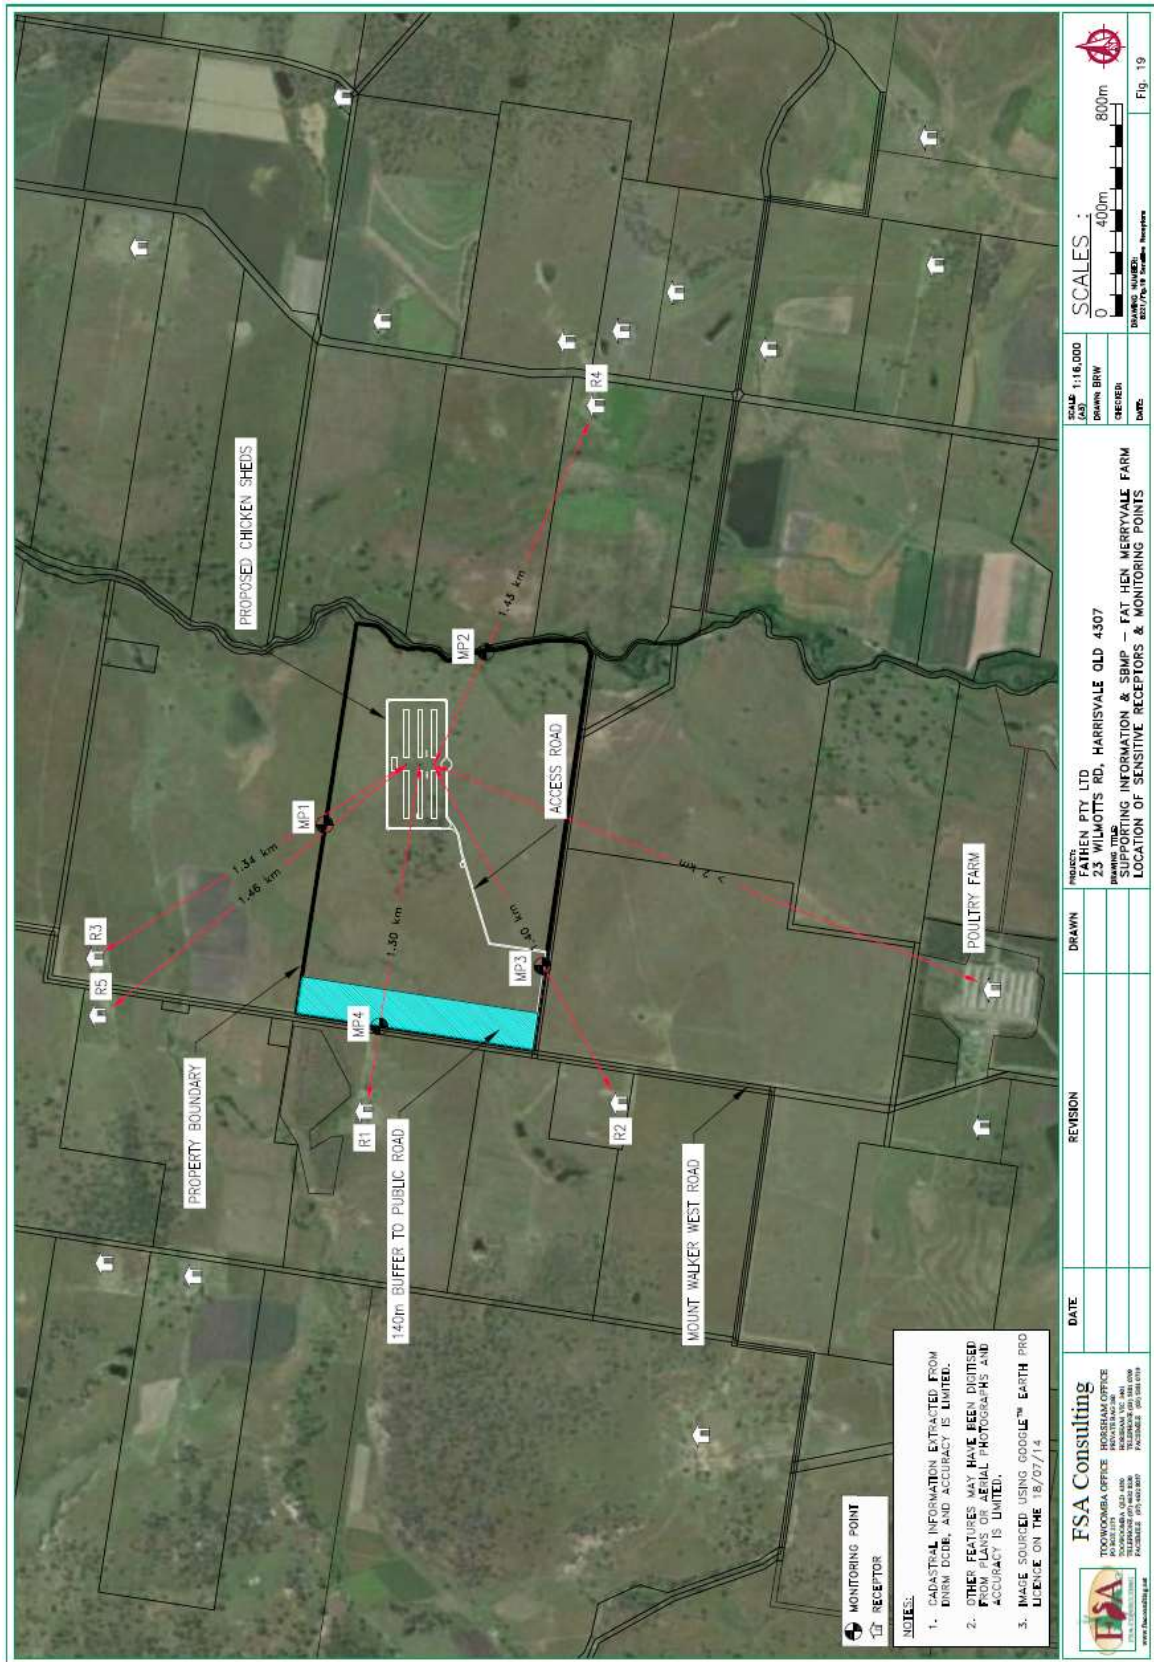 PROPOSED CHICKEN SHEDS
PROPERTY BOUNDARY
140m BUFFER TO PUBLIC ROAD
MOUNT WALKER WEST ROAD
ACCESS ROAD
POULTRY FARM
R5
R3
R1
R2
R4
MP1
MP2
MP3
MP4
1.34 km
1.46 km
1.30 km
1.40 km
1.43 km
> 2 km
MONITORING POINT
RECEPTOR
NOTES:
1. CADASTRAL INFORMATION EXTRACTED FROM
DNRM DCDB, AND ACCURACY IS LIMITED.
2. OTHER FEATURES MAY HAVE BEEN DIGITISED
FROM PLANS OR AERIAL PHOTOGRAPHS AND
ACCURACY IS LIMITED.
3. IMAGE SOURCED USING GOOGLE™ EARTH PRO
LICENCE ON THE 18/07/14
FSA
FSA Consulting
TOOWOOMBA OFFICE
HORSHAM OFFICE
DATE
REVISION
DRAWN
PROJECT:
FATHEN PTY LTD
23 WILMOTTS RD, HARRISVALE QLD 4307
DRAWING TITLE:
SUPPORTING INFORMATION & SBMP – FAT HEN MERRYVALE FARM
LOCATION OF SENSITIVE RECEPTORS & MONITORING POINTS
SCALE: 1:16,000
(A3)
DRAWN: BRW
CHECKED:
DATE:
SCALES :
0 400m 800m
DRAWING NUMBER:
Fig. 19